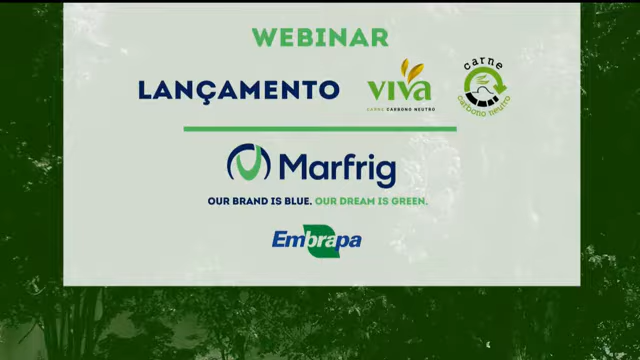 WEBINAR
LANÇAMENTO
viva
CARNE CARBONO NEUTRO
carne
carbono neutro
Marfrig
OUR BRAND IS BLUE. OUR DREAM IS GREEN.
Embrapa